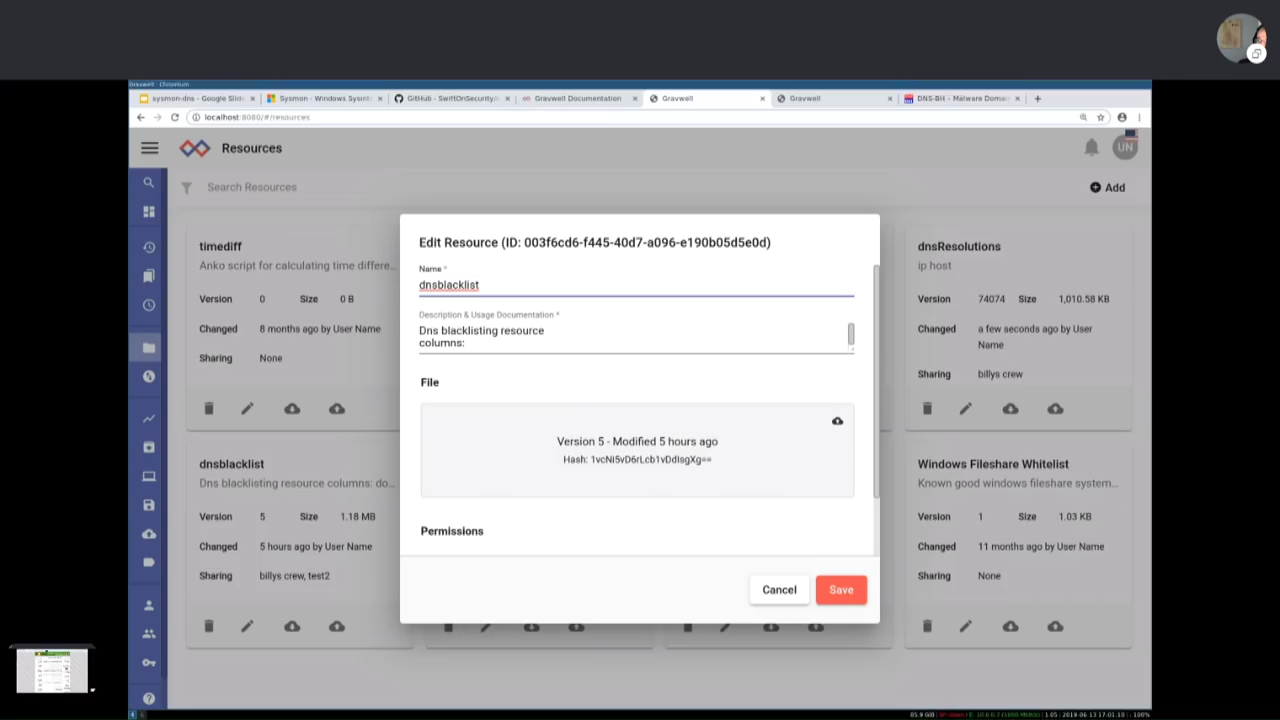 Gravwell - Chromium
sysmon-dns - Google Slide
Sysmon - Windows Sysint
GitHub - SwiftOnSecurity/
Gravwell Documentation
Gravwell
Gravwell
DNS-BH – Malware Domai
localhost:8080/#/resources
Resources
UN
Search Resources
Add
timediff
Anko script for calculating time differe...
Version 0 Size 0 B
Changed 8 months ago by User Name
Sharing None
dnsResolutions
ip host
Version 74074 Size 1,010.58 KB
Changed a few seconds ago by User
Name
Sharing billys crew
dnsblacklist
Dns blacklisting resource columns: do...
Version 5 Size 1.18 MB
Changed 5 hours ago by User Name
Sharing billys crew, test2
Windows Fileshare Whitelist
Known good windows fileshare system...
Version 1 Size 1.03 KB
Changed 11 months ago by User Name
Sharing None
Edit Resource (ID: 003f6cd6-f445-40d7-a096-e190b05d5e0d)
Name *
dnsblacklist
Description & Usage Documentation *
Dns blacklisting resource
columns:
File
Version 5 - Modified 5 hours ago
Hash: 1vcNi5vD6rLcb1vDdIsgXg==
Permissions
Cancel
Save